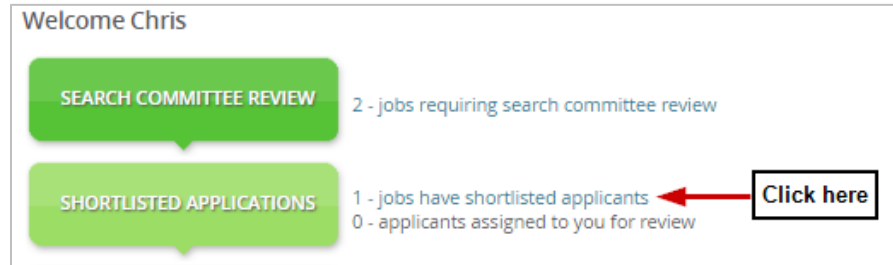 Welcome Chris
SEARCH COMMITTEE REVIEW
2 - jobs requiring search committee review
SHORTLISTED APPLICATIONS
1 - jobs have shortlisted applicants
Click here
0 - applicants assigned to you for review